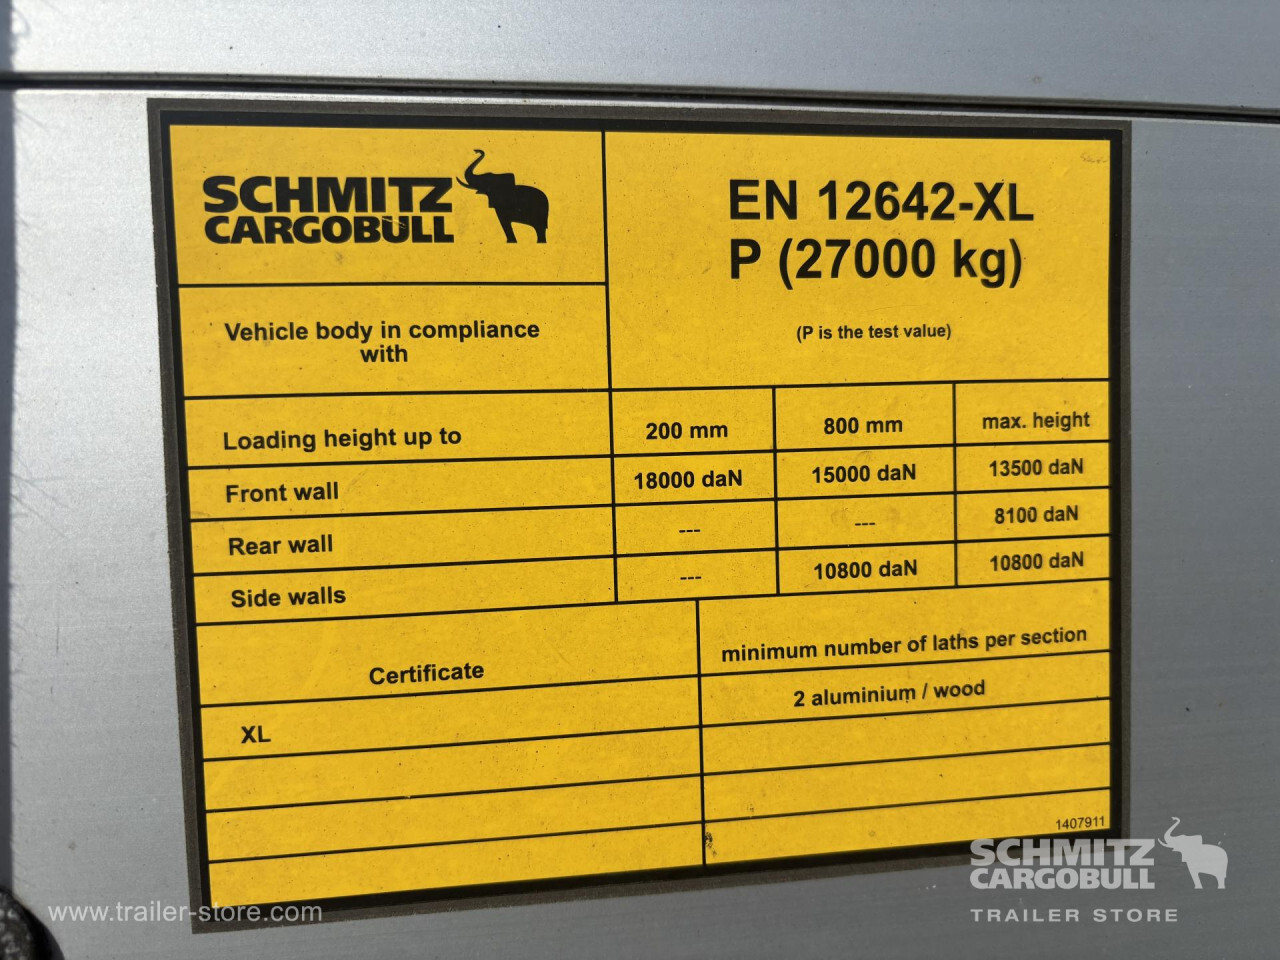 SCHMITZ
CARGOBULL
EN 12642-XL
P (27000 kg)
(P is the test value)
Vehicle body in compliance
with
Loading height up to 200 mm 800 mm max. height
Front wall 18000 daN 15000 daN 13500 daN
Rear wall --- --- 8100 daN
Side walls --- 10800 daN 10800 daN
Certificate minimum number of laths per section
XL 2 aluminium / wood
1407911
SCHMITZ
CARGOBULL
TRAILER STORE
www.trailer-store.com